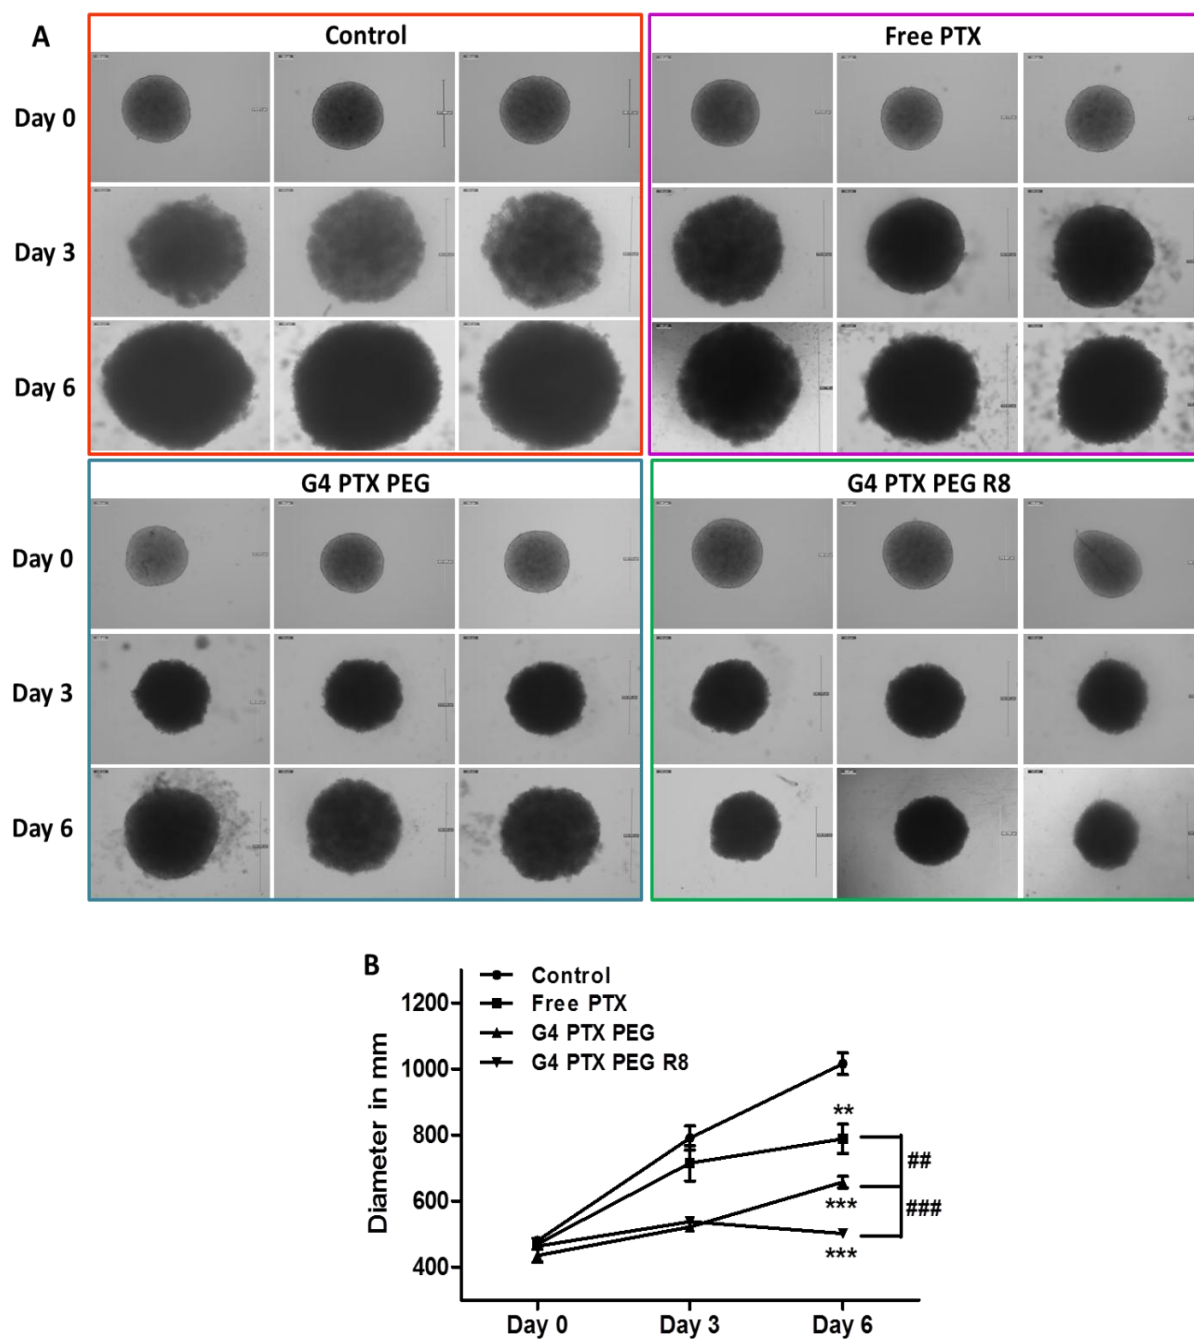 A
Control
Free PTX
Day 0
Day 3
Day 6
G4 PTX PEG
G4 PTX PEG R8
Day 0
Day 3
Day 6
B
Control
Free PTX
G4 PTX PEG
G4 PTX PEG R8
Diameter in mm
1200
1000
800
600
400
**
***
***
##
###
Day 0
Day 3
Day 6